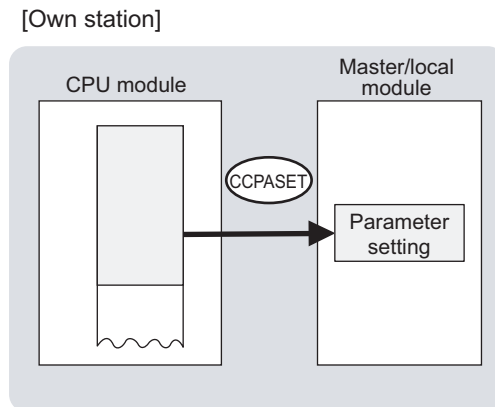 [Own station]
CPU module
Master/local
module
CCPASET
Parameter
setting